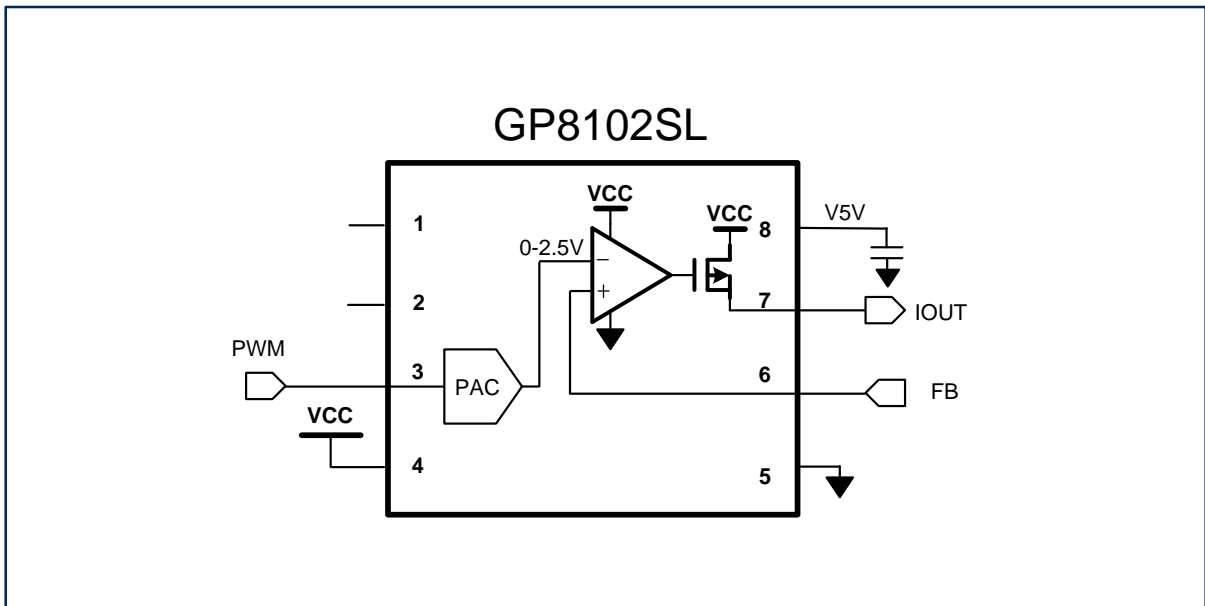 GP8102SL
VCC
VCC
1
8
V5V
0-2.5V
−
+
2
7
IOUT
PWM
3
PAC
6
FB
VCC
4
5